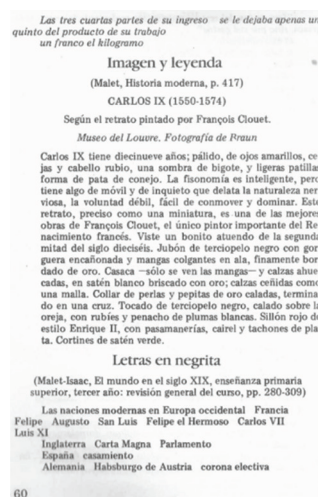 Las tres cuartas partes de su ingreso se le dejaba apenas un
quinto del producto de su trabajo
un franco el kilogramo
Imagen y leyenda
(Malet, Historia moderna, p. 417)
CARLOS IX (1550-1574)
Según el retrato pintado por François Clouet.
Museo del Louvre. Fotografía de Braun
Carlos IX tiene diecinueve años; pálido, de ojos amarillos, ce-
jas y cabello rubio, una sombra de bigote, y ligeras patillas
forma de pata de conejo. La fisonomía es inteligente, pero
tiene algo de móvil y de inquieto que delata la naturaleza ner-
viosa, la voluntad débil, fácil de conmover y dominar. Este
retrato, preciso como una miniatura, es una de las mejores
obras de François Clouet, el único pintor importante del Re-
nacimiento francés. Viste un bonito atuendo de la segunda
mitad del siglo dieciséis. Jubón de terciopelo negro con gor-
guera encañonada y mangas colgantes en ala, finamente bor-
dado de oro. Casaca —sólo se ven las mangas— y calzas ahue-
cadas, en satén blanco briscado con oro; calzas ceñidas como
una malla. Collar de perlas y pepitas de oro caladas, termina-
do en una cruz. Tocado de terciopelo negro, calado sobre la
oreja, con rubíes y penacho de plumas blancas. Sillón rojo de
estilo Enrique II, con pasamanerías, cairel y tachones de pla-
ta. Cortines de satén verde.
Letras en negrita
(Malet-Isaac, El mundo en el siglo XIX, enseñanza primaria
superior, tercer año: revisión general del curso, pp. 280-309)
Las naciones modernas en Europa occidental Francia
Felipe Augusto San Luis Felipe el Hermoso Carlos VII
Luis XI
Inglaterra Carta Magna Parlamento
España casamiento
Alemania Habsburgo de Austria corona electiva
60